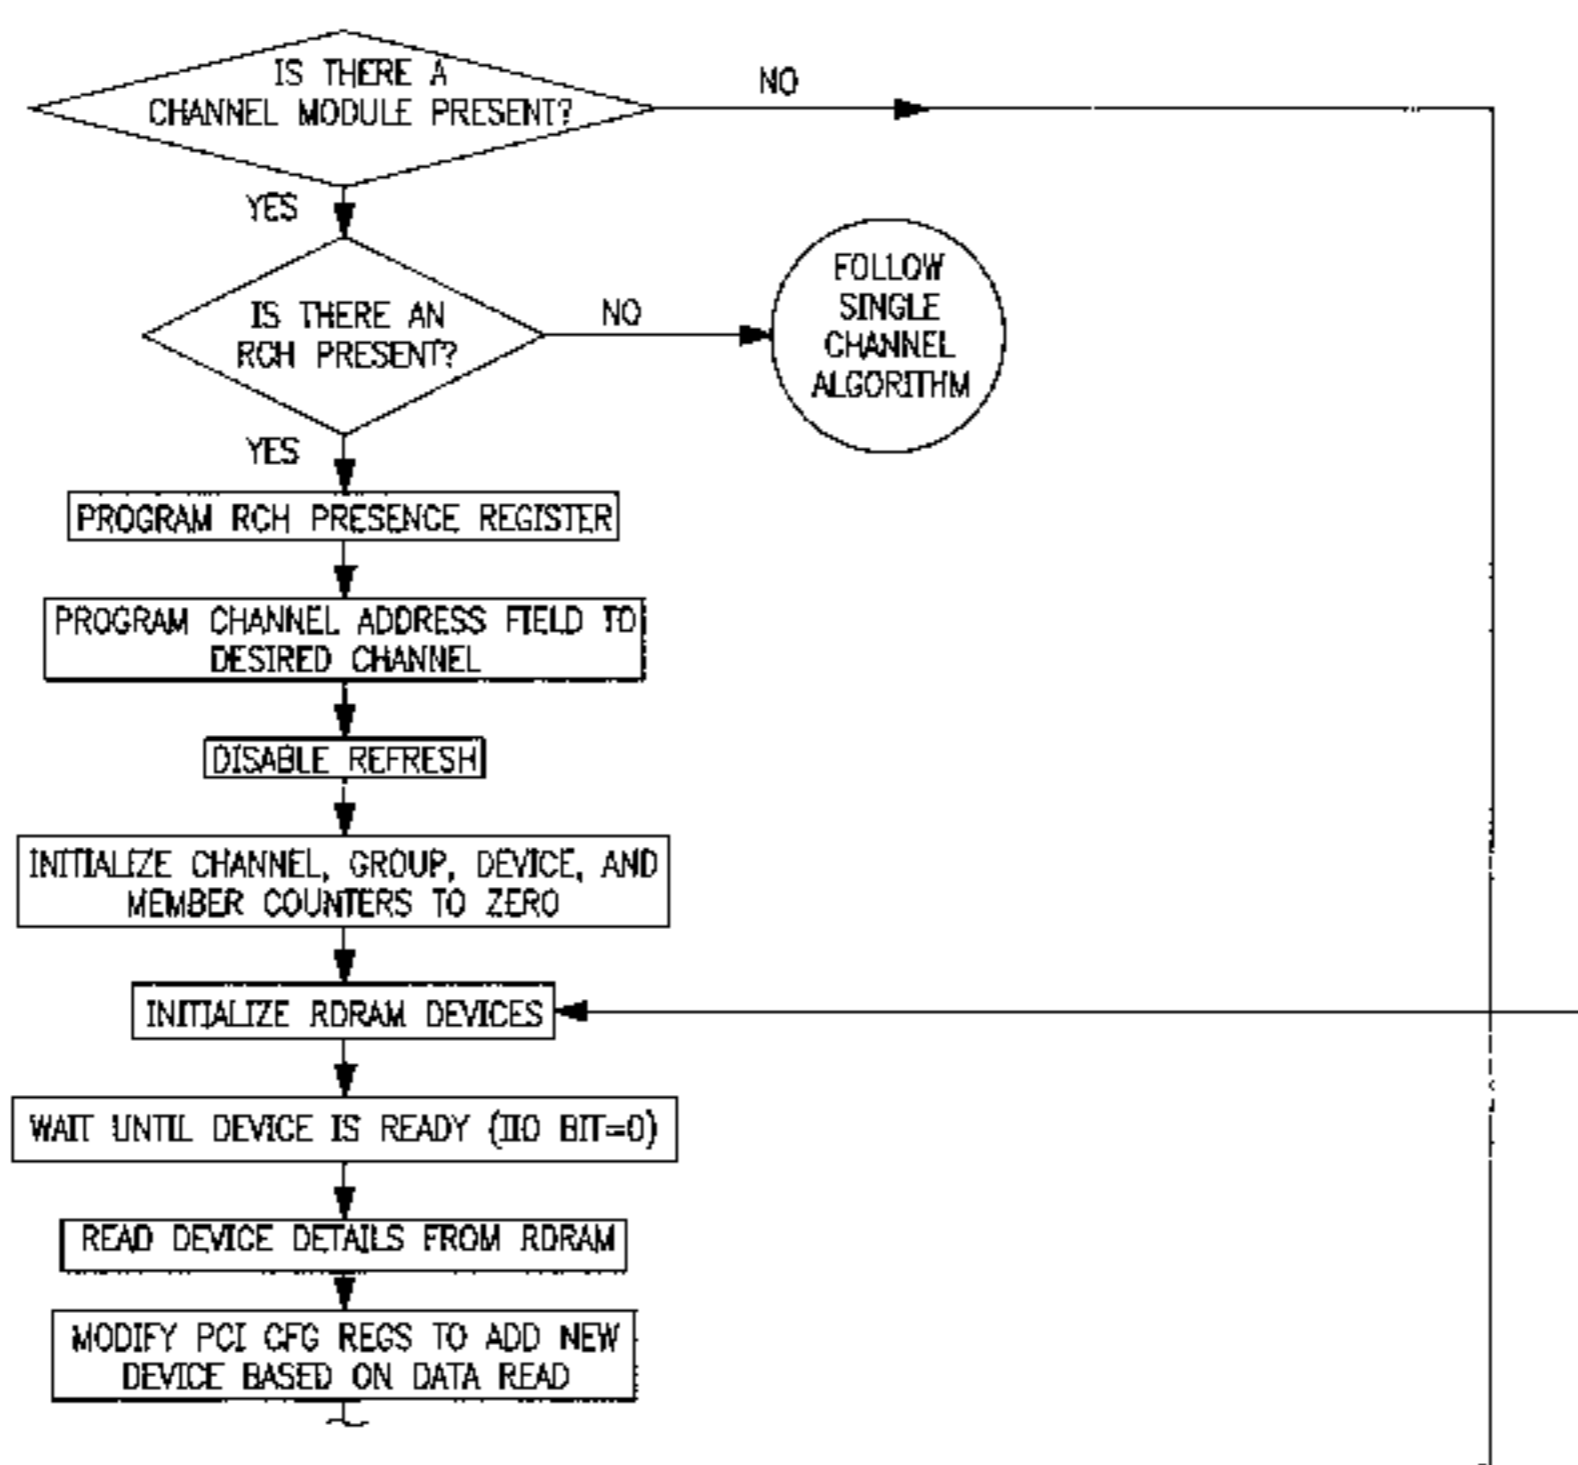 IS THERE A
CHANNEL MODULE PRESENT?
NO
YES
IS THERE AN
RCH PRESENT?
NO
FOLLOW
SINGLE
CHANNEL
ALGORITHM
YES
PROGRAM RCH PRESENCE REGISTER
PROGRAM CHANNEL ADDRESS FIELD TO
DESIRED CHANNEL
DISABLE REFRESH
INITIALIZE CHANNEL, GROUP, DEVICE, AND
MEMBER COUNTERS TO ZERO
INITIALIZE RDRAM DEVICES
WAIT UNTIL DEVICE IS READY (IIO BIT=0)
READ DEVICE DETAILS FROM RDRAM
MODIFY PCI CFG REGS TO ADD NEW
DEVICE BASED ON DATA READ